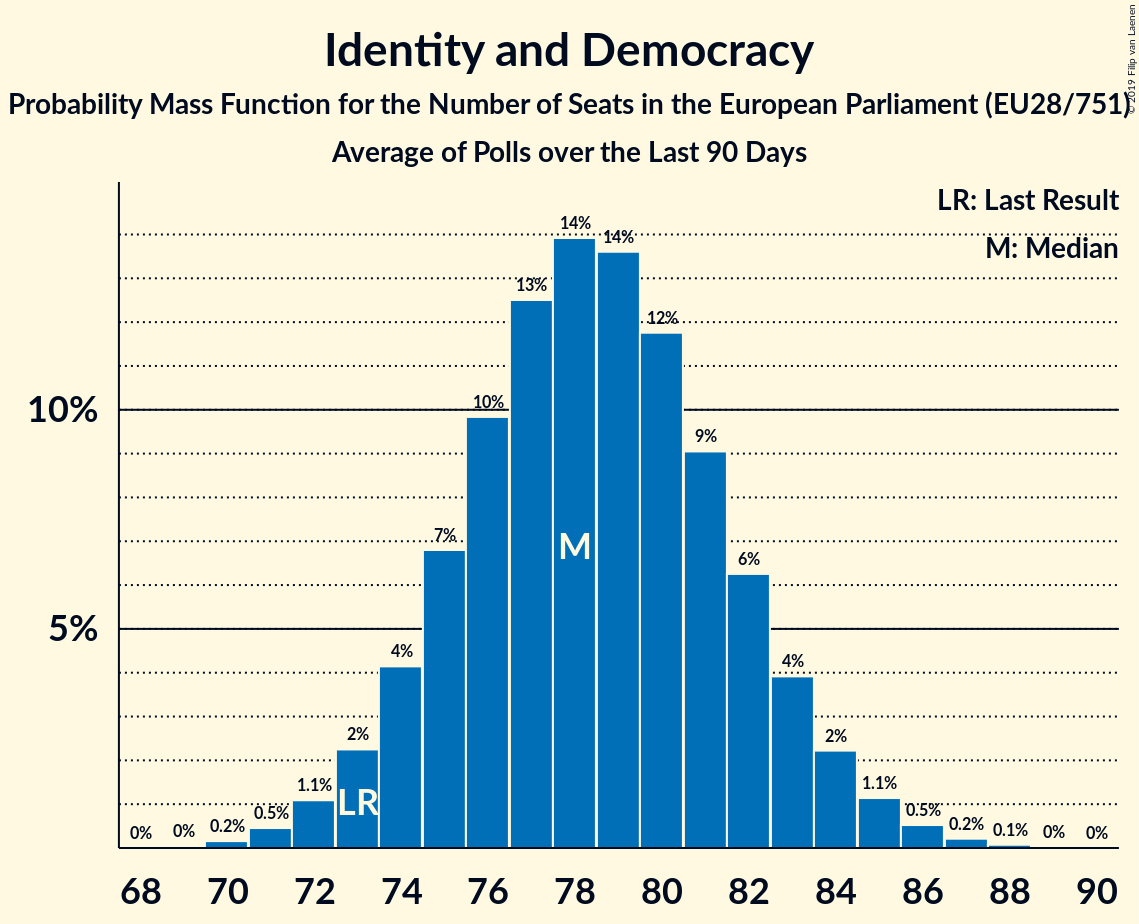 Identity and Democracy
Probability Mass Function for the Number of Seats in the European Parliament (EU28/751)
Average of Polls over the Last 90 Days
© 2019 Filip van Laenen
LR: Last Result
M: Median
10%
5%
0%
0%
0.2%
0.5%
1.1%
2%
4%
7%
10%
13%
14%
14%
12%
9%
6%
4%
2%
1.1%
0.5%
0.2%
0.1%
0%
0%
LR
M
68 70 72 74 76 78 80 82 84 86 88 90